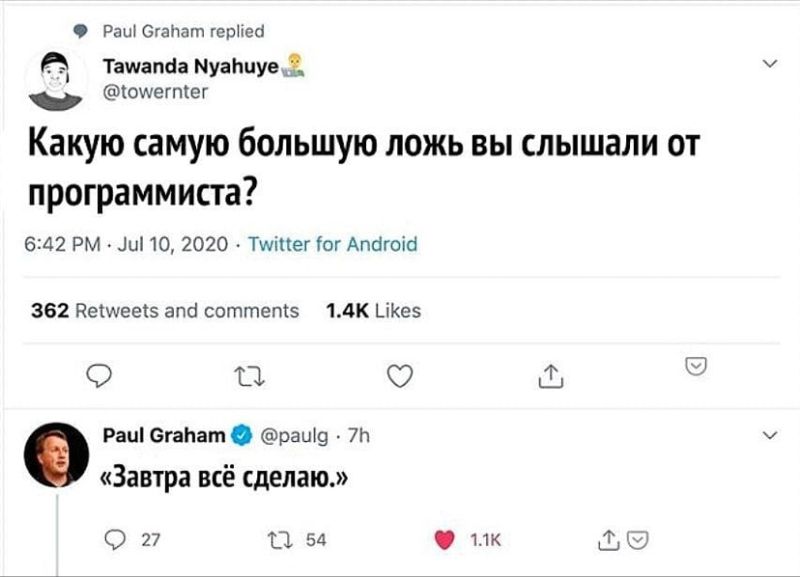 Paul Graham replied
Tawanda Nyahuye
@towernter
Какую самую большую ложь вы слышали от
программиста?
6:42 PM · Jul 10, 2020 · Twitter for Android
362 Retweets and comments 1.4K Likes
Paul Graham @paulg · 7h
«Завтра всё сделаю.»
27 54 1.1K